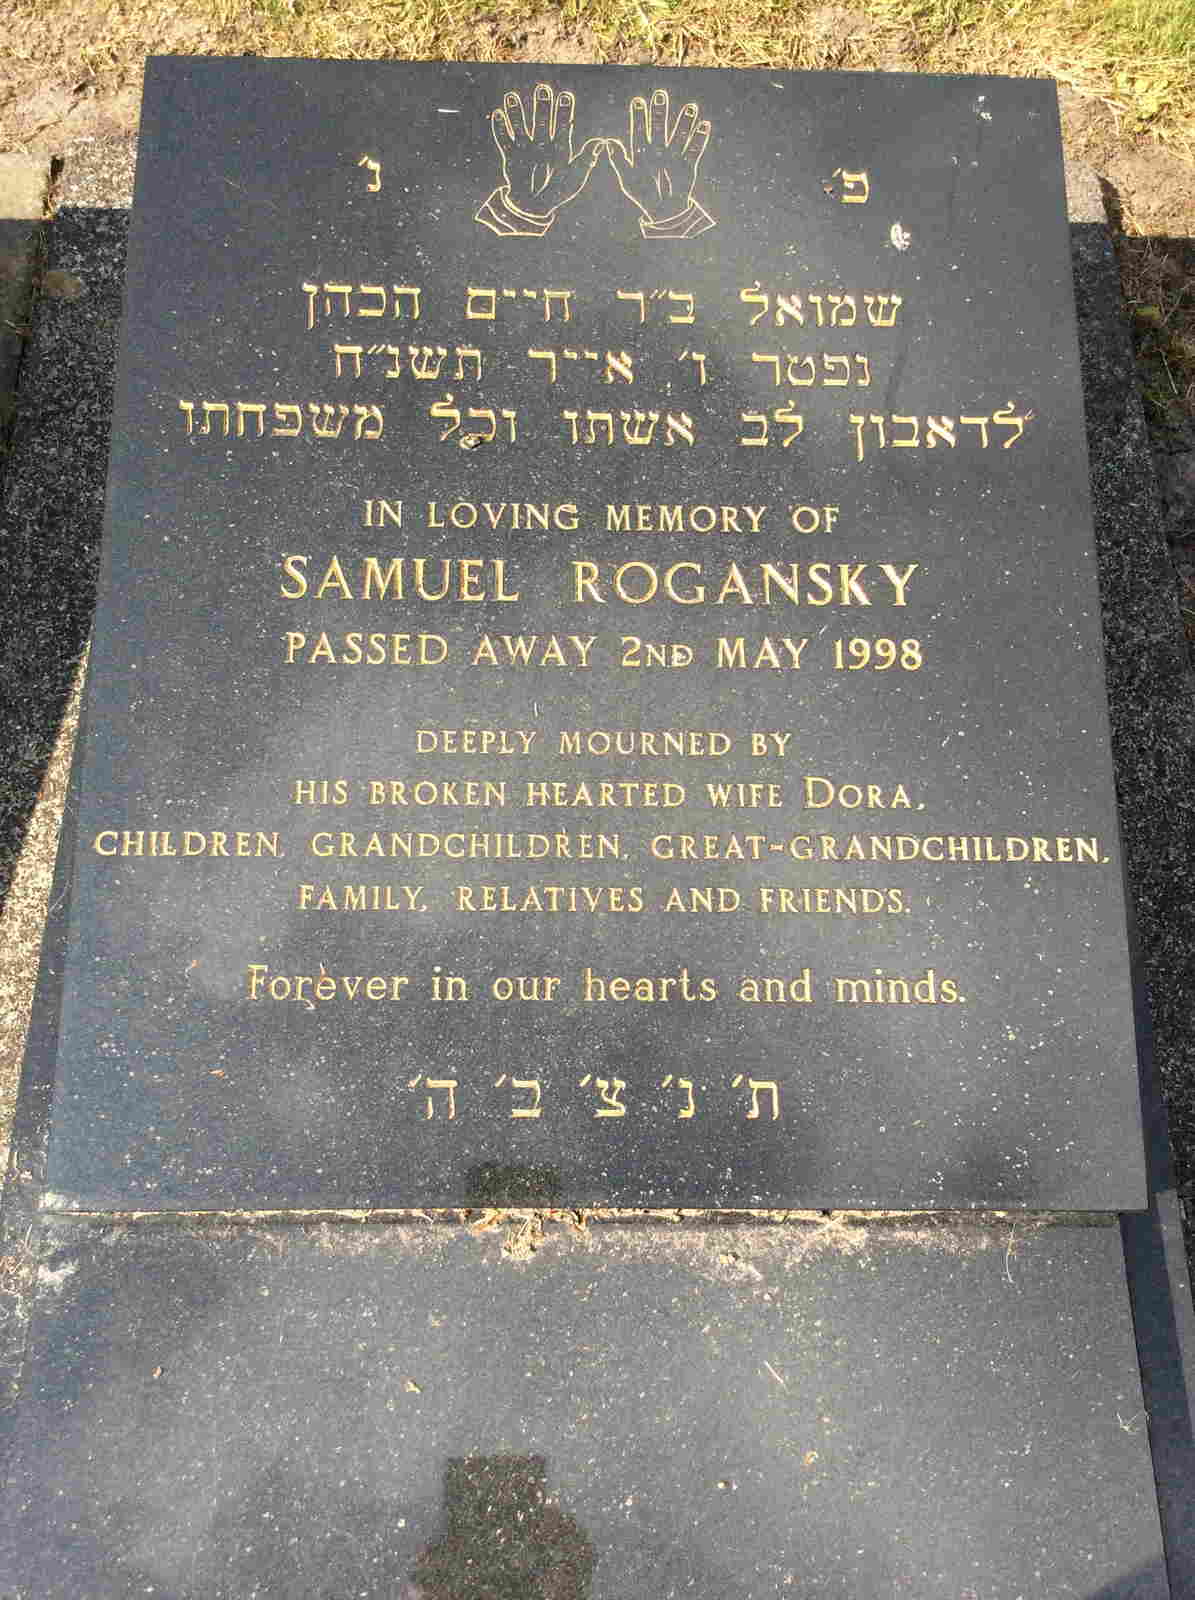 פ׳ נ׳
שמואל ב״ר חיים הכהן
נפטר ו׳ אייר תשנ״ח
לדאבון לב אשתו וכל משפחתו
IN LOVING MEMORY OF
SAMUEL ROGANSKY
PASSED AWAY 2ND MAY 1998
DEEPLY MOURNED BY
HIS BROKEN HEARTED WIFE DORA,
CHILDREN, GRANDCHILDREN, GREAT-GRANDCHILDREN,
FAMILY, RELATIVES AND FRIENDS.
Forever in our hearts and minds.
ת׳ נ׳ צ׳ ב׳ ה׳